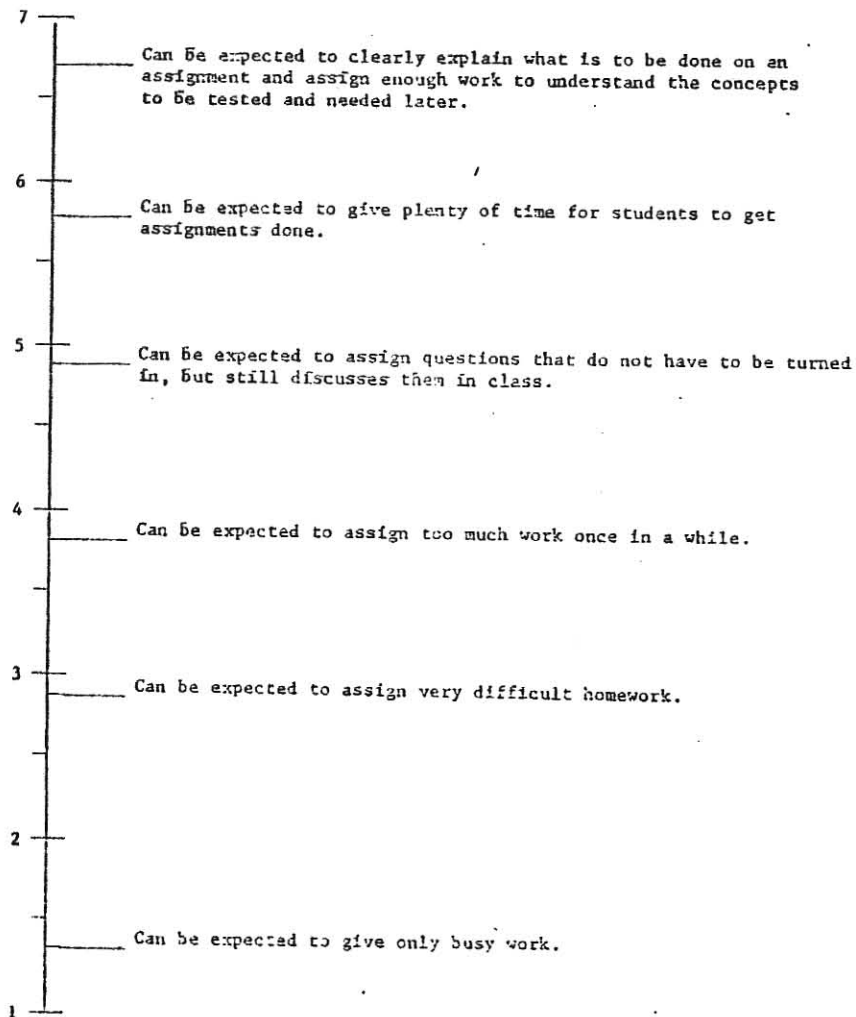 7
Can be expected to clearly explain what is to be done on an
assignment and assign enough work to understand the concepts
to be tested and needed later.
6
Can be expected to give plenty of time for students to get
assignments done.
5
Can be expected to assign questions that do not have to be turned
in, but still discusses them in class.
4
Can be expected to assign too much work once in a while.
3
Can be expected to assign very difficult homework.
2
Can be expected to give only busy work.
1